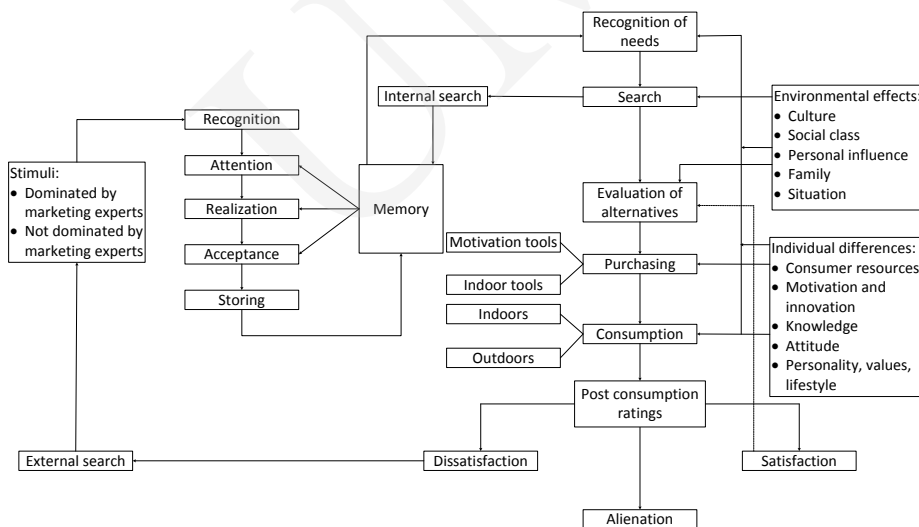 Recognition of
needs
Internal search
Search
Environmental effects:
● Culture
● Social class
● Personal influence
● Family
● Situation
Recognition
Attention
Stimuli:
● Dominated by
marketing experts
● Not dominated by
marketing experts
Realization
Memory
Evaluation of
alternatives
Acceptance
Storing
Motivation tools
Purchasing
Indoor tools
Individual differences:
● Consumer resources
● Motivation and
innovation
● Knowledge
● Attitude
● Personality, values,
lifestyle
Indoors
Consumption
Outdoors
Post consumption
ratings
External search
Dissatisfaction
Satisfaction
Alienation